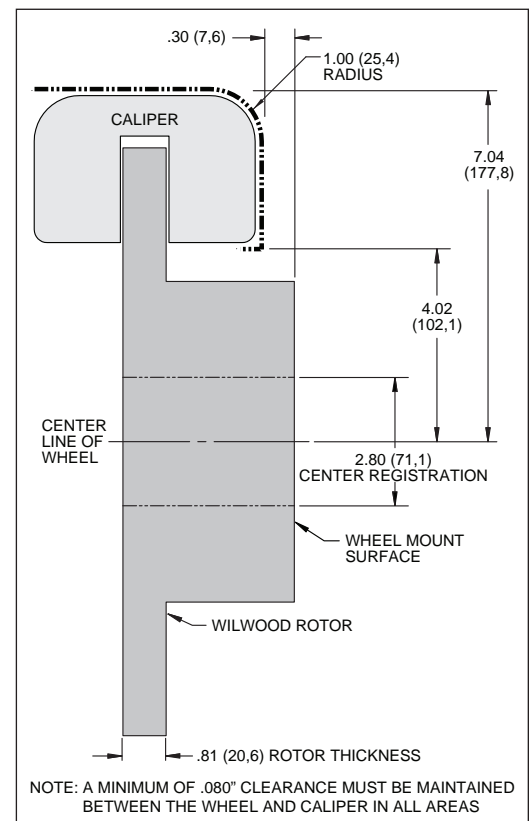 .30 (7,6)
1.00 (25,4)
RADIUS
CALIPER
7.04
(177,8)
4.02
(102,1)
CENTER
LINE OF
WHEEL
2.80 (71,1)
CENTER REGISTRATION
WHEEL MOUNT
SURFACE
WILWOOD ROTOR
.81 (20,6) ROTOR THICKNESS
NOTE: A MINIMUM OF .080" CLEARANCE MUST BE MAINTAINED
BETWEEN THE WHEEL AND CALIPER IN ALL AREAS